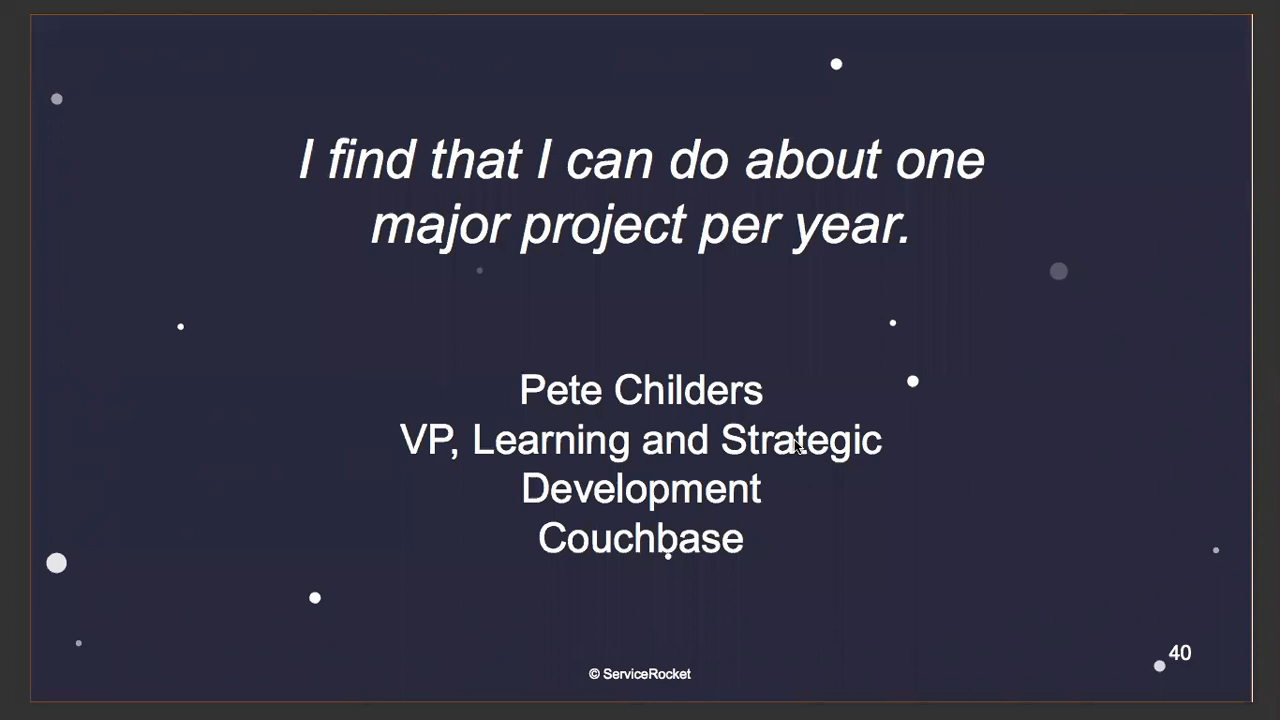 I find that I can do about one
major project per year.
Pete Childers
VP, Learning and Strategic
Development
Couchbase
© ServiceRocket
40